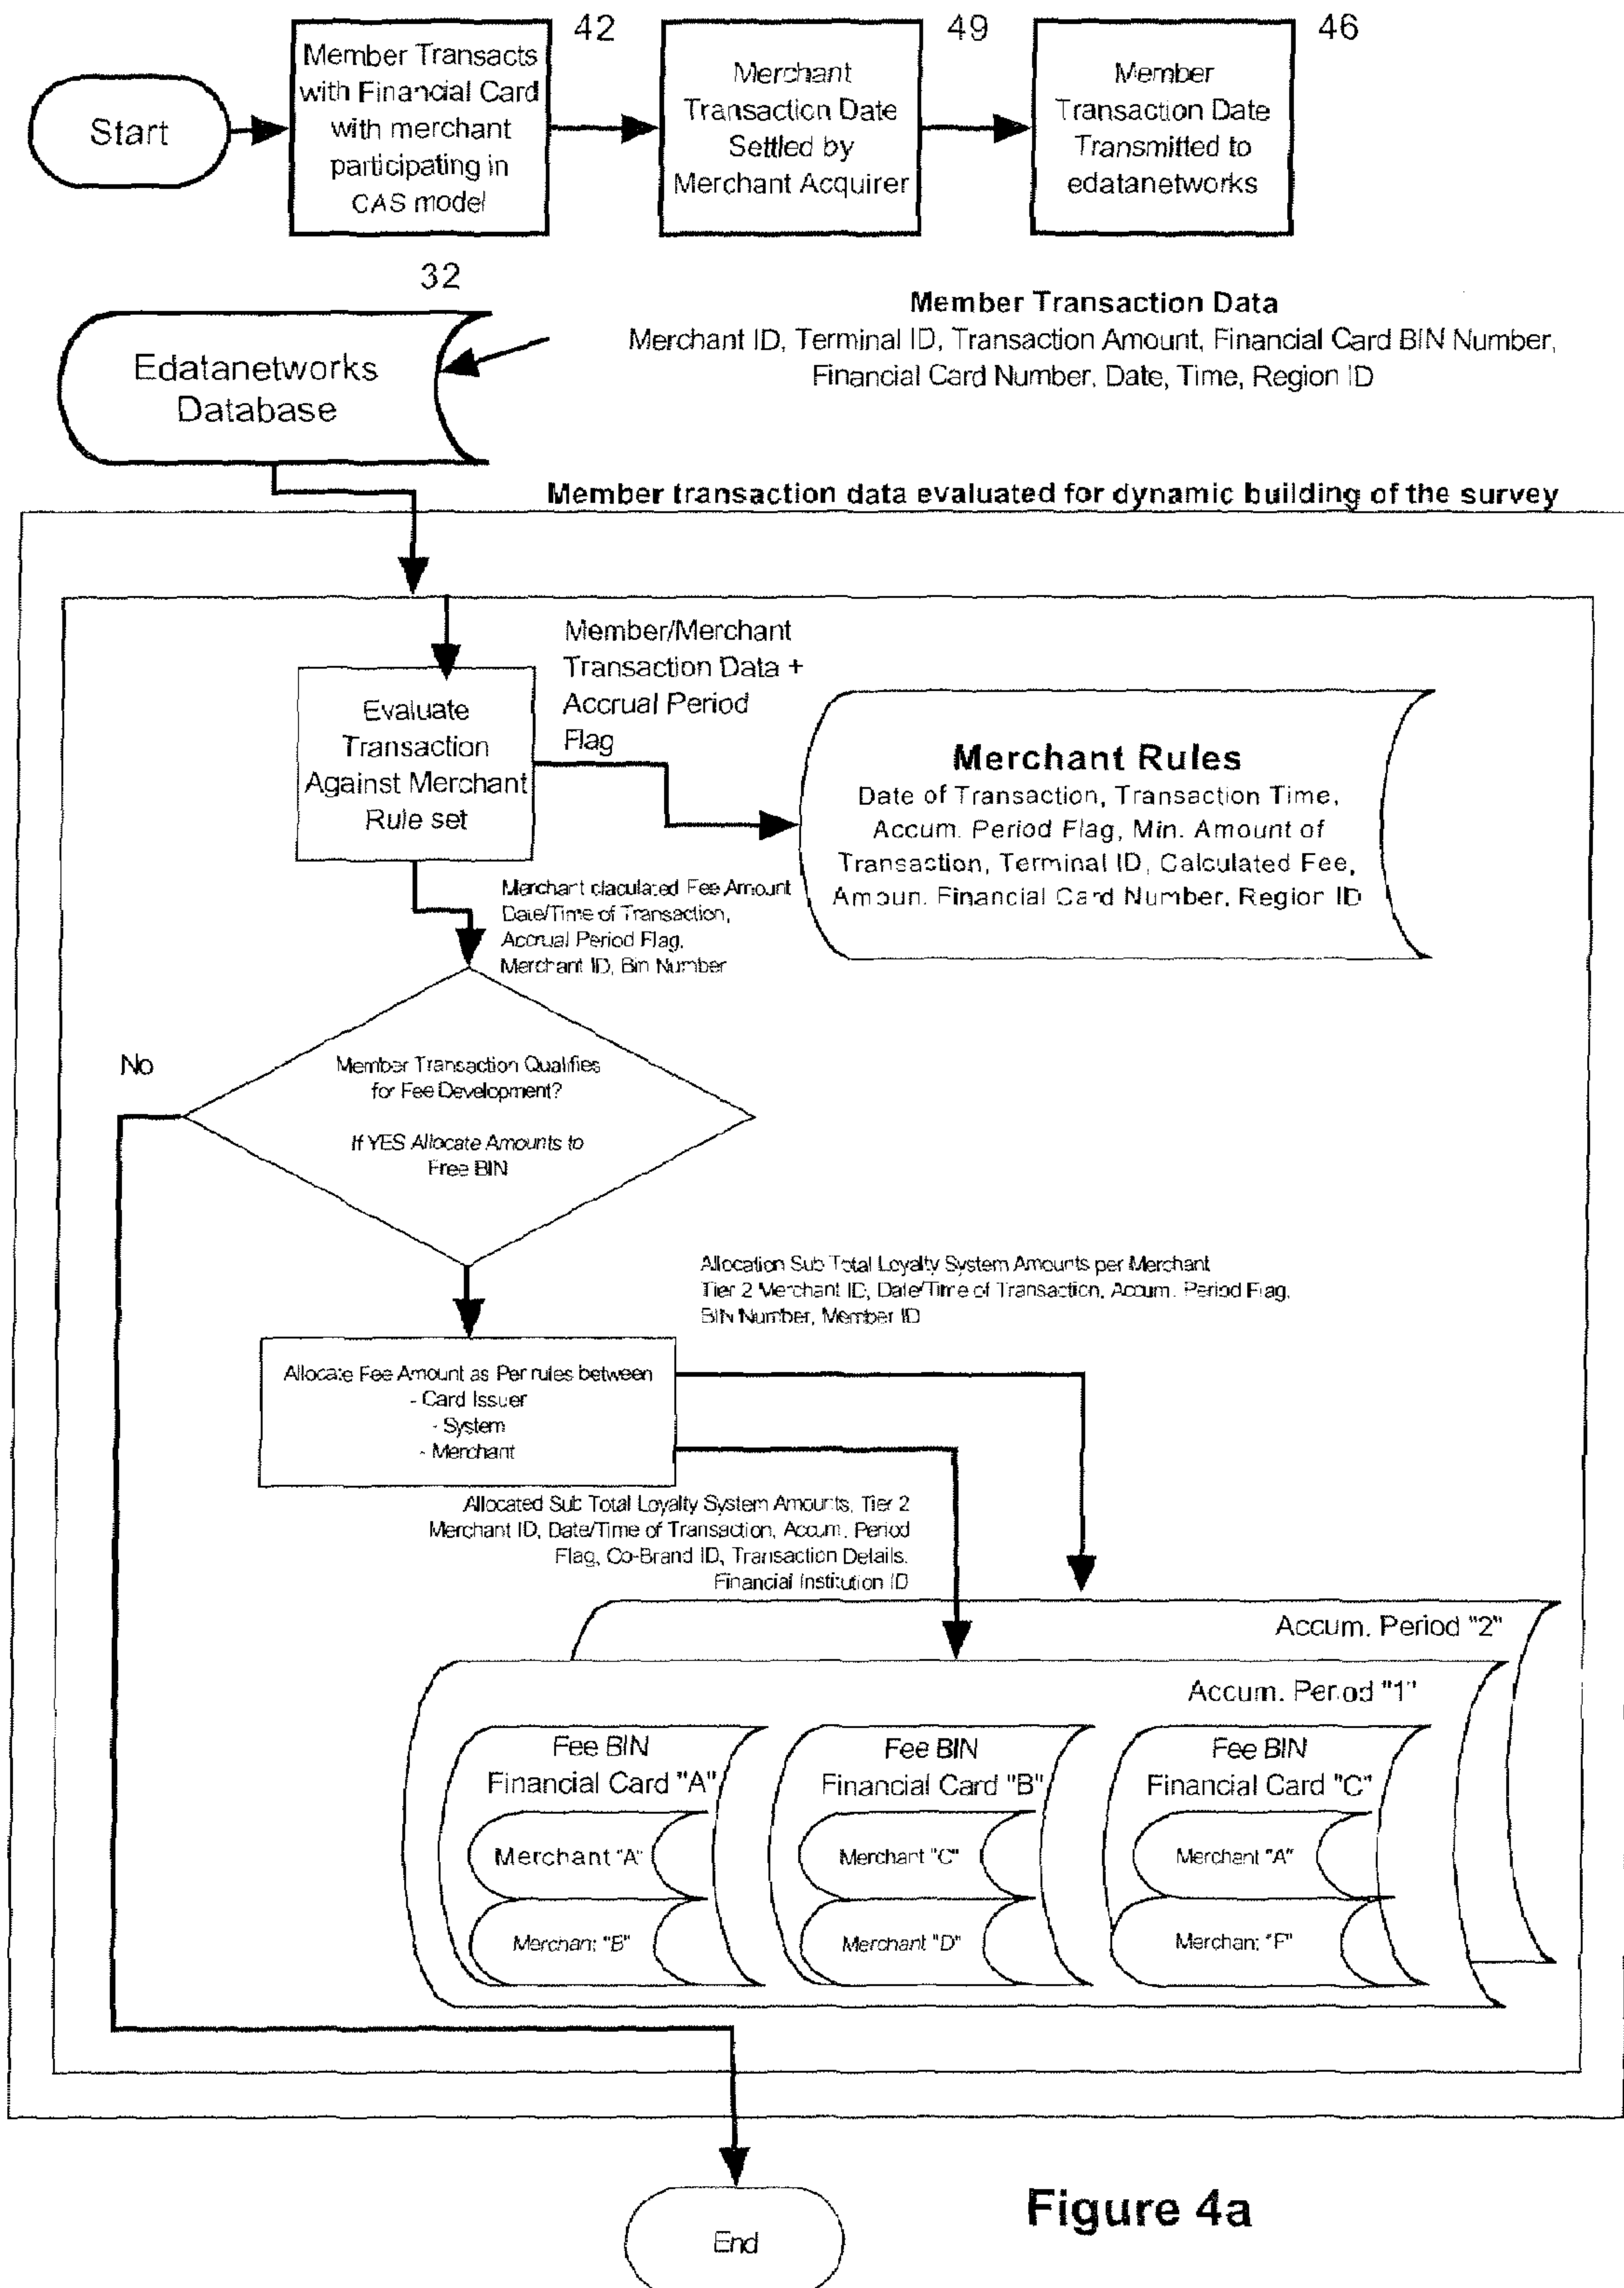 42
49
46
Start
Member Transacts
with Financial Card
with merchant
participating in
CAS model
Merchant
Transaction Date
Settled by
Merchant Acquirer
Member
Transaction Date
Transmitted to
edatanetworks
32
Edatanetworks
Database
Member Transaction Data
Merchant ID, Terminal ID, Transaction Amount, Financial Card BIN Number,
Financial Card Number, Date, Time, Region ID
Member transaction data evaluated for dynamic building of the survey
Member/Merchant
Transaction Data +
Accrual Period
Flag
Evaluate
Transaction
Against Merchant
Rule set
Merchant Rules
Date of Transaction, Transaction Time,
Accum. Period Flag, Min. Amount of
Transaction, Terminal ID, Calculated Fee,
Amoun. Financial Card Number, Region ID
Merchant claculated Fee Amount
Date/Time of Transaction,
Accrual Period Flag,
Merchant ID, Bin Number
No
Member Transaction Qualifies
for Fee Development?
If YES Allocate Amounts to
Free BIN
Allocation Sub Total Loyalty System Amounts per Merchant
Tier 2 Merchant ID, Date/Time of Transaction, Accum. Period Flag,
BIN Number, Member ID
Allocate Fee Amount as Per rules between
- Card Issuer
- System
- Merchant
Allocated Sub Total Loyalty System Amounts, Tier 2
Merchant ID, Date/Time of Transaction, Accum. Period
Flag, Co-Brand ID, Transaction Details.
Financial Institution ID
Accum. Period "2"
Accum. Period "1"
Fee BIN
Financial Card "A"
Merchant "A"
Merchant "B"
Fee BIN
Financial Card "B"
Merchant "C"
Merchant "D"
Fee BIN
Financial Card "C"
Merchant "A"
Merchant "F"
End
Figure 4a